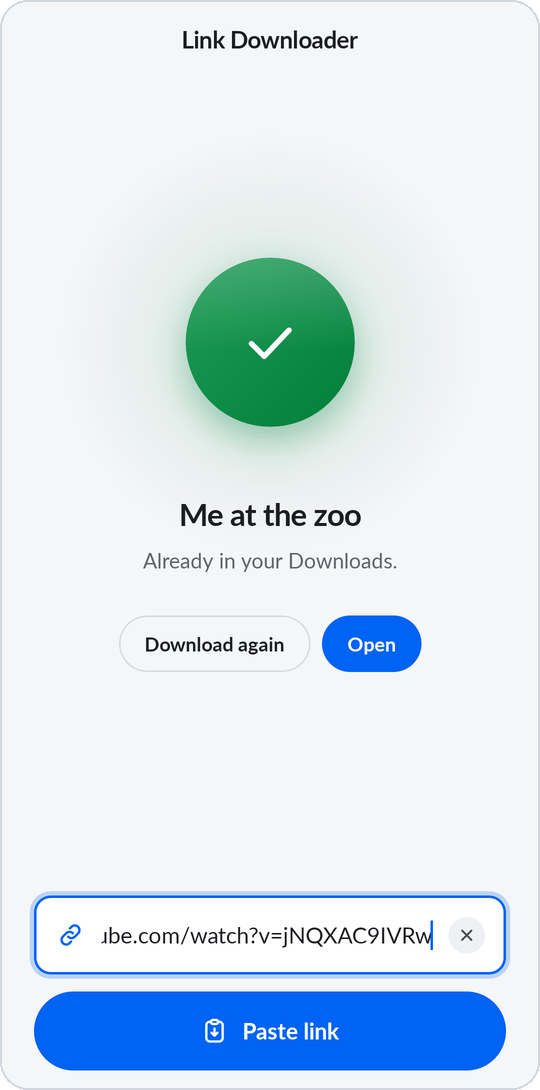 Link Downloader
Me at the zoo
Already in your Downloads.
Download again
Open
ube.com/watch?v=jNQXAC9IVRw
Paste link